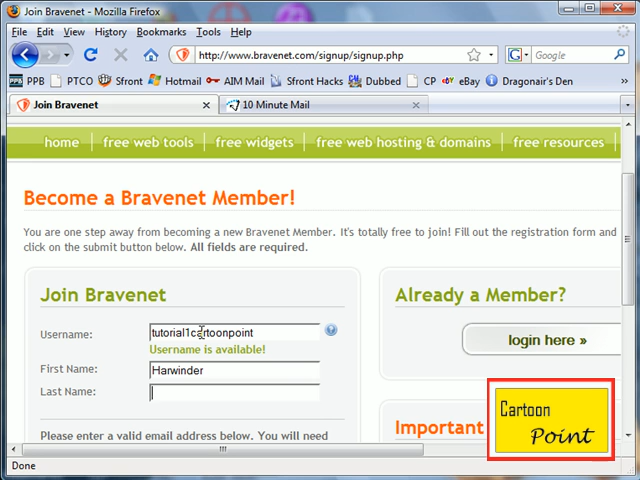 Join Bravenet - Mozilla Firefox
File Edit View History Bookmarks Tools Help
http://www.bravenet.com/signup/signup.php
G Google
PPB PTCO Sfront Hotmail AIM Mail Sfront Hacks Dubbed CP eBay Dragonair's Den
Join Bravenet 10 Minute Mail
home free web tools free widgets free web hosting & domains free resources
Become a Bravenet Member!
You are one step away from becoming a new Bravenet Member. It's totally free to join! Fill out the registration form and
click on the submit button below. All fields are required.
Join Bravenet
Username: tutorial1cartoonpoint
Username is available!
First Name: Harwinder
Last Name:
Please enter a valid email address below. You will need
Already a Member?
login here »
Important
Cartoon
Point
Done